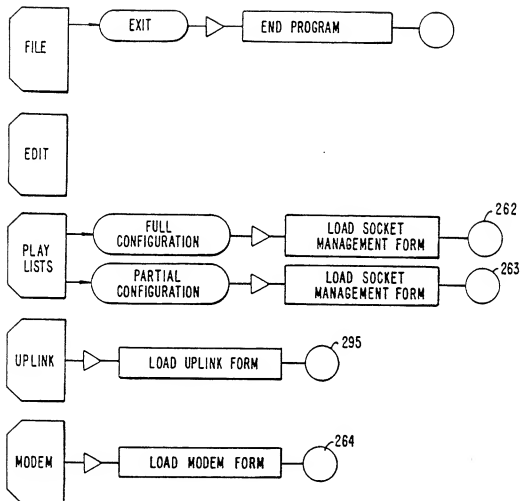 FILE
EXIT
END PROGRAM
EDIT
PLAY
LISTS
FULL
CONFIGURATION
LOAD SOCKET
MANAGEMENT FORM
262
PARTIAL
CONFIGURATION
LOAD SOCKET
MANAGEMENT FORM
263
UPLINK
LOAD UPLINK FORM
295
MODEM
LOAD MODEM FORM
264